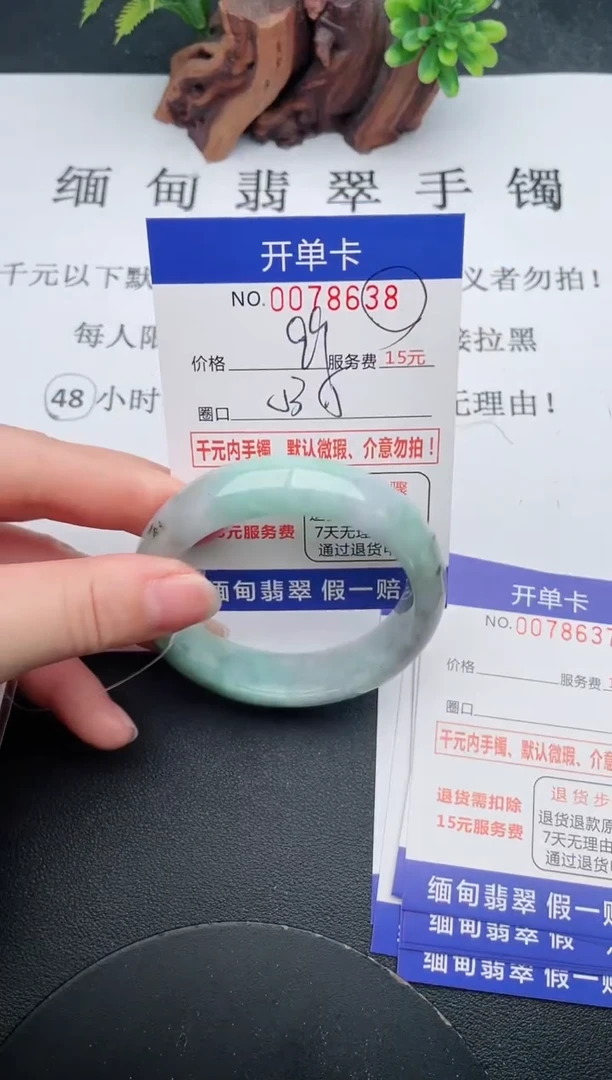 缅甸翡翠手镯
千元以下默
义者勿拍！
每人限
接拉黑
48小时
无理由！
开单卡
NO.0078638
价格 99 服务费 15元
圈口
千元内手镯、默认微瑕、介意勿拍！
元服务费
7天无理
通过退货
缅甸翡翠 假一赔
开单卡
NO.0078637
价格 服务费
圈口
千元内手镯、默认微瑕、介意
退货需扣除
15元服务费
退货步
退货退款原
7天无理由
通过退货
缅甸翡翠 假一赔
缅甸翡翠 假一
缅甸翡翠 假一